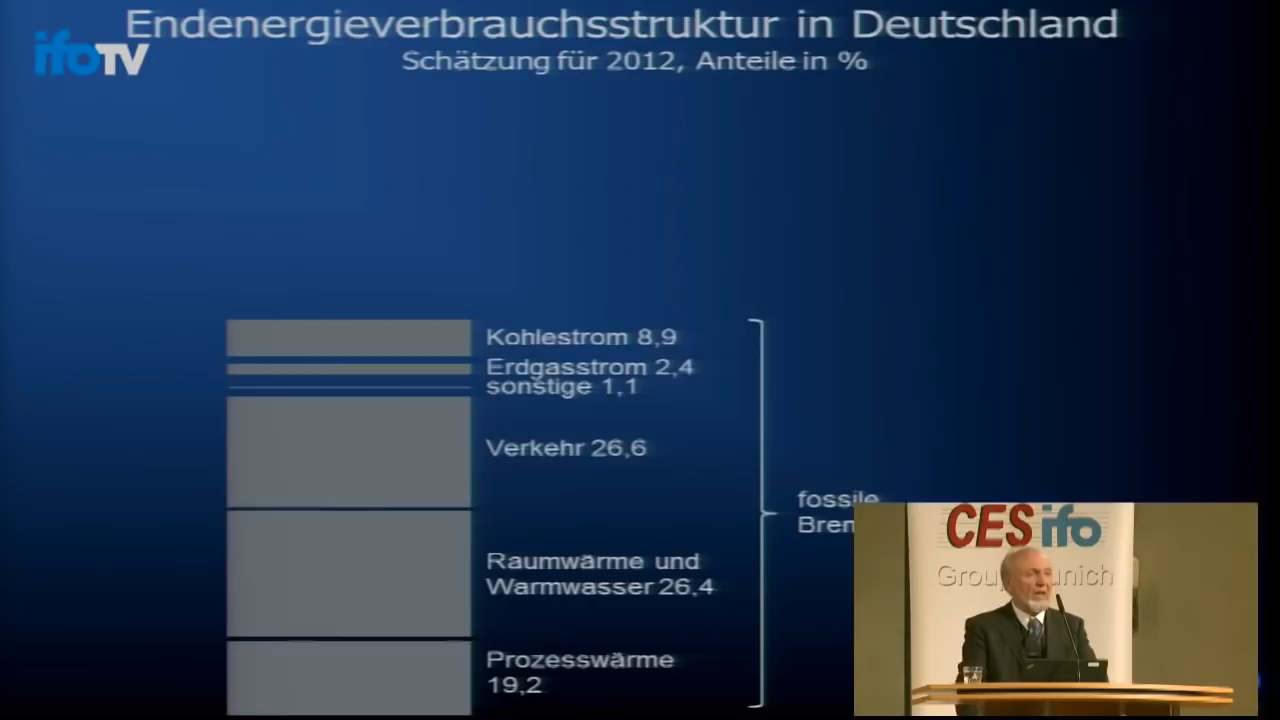 Endenergieverbrauchsstruktur in Deutschland
ifoTV
Schätzung für 2012, Anteile in %
Kohlestrom 8,9
Erdgasstrom 2,4
sonstige 1,1
Verkehr 26,6
fossile
Raumwärme und
Warmwasser 26,4
Prozesswärme
19,2
CES ifo